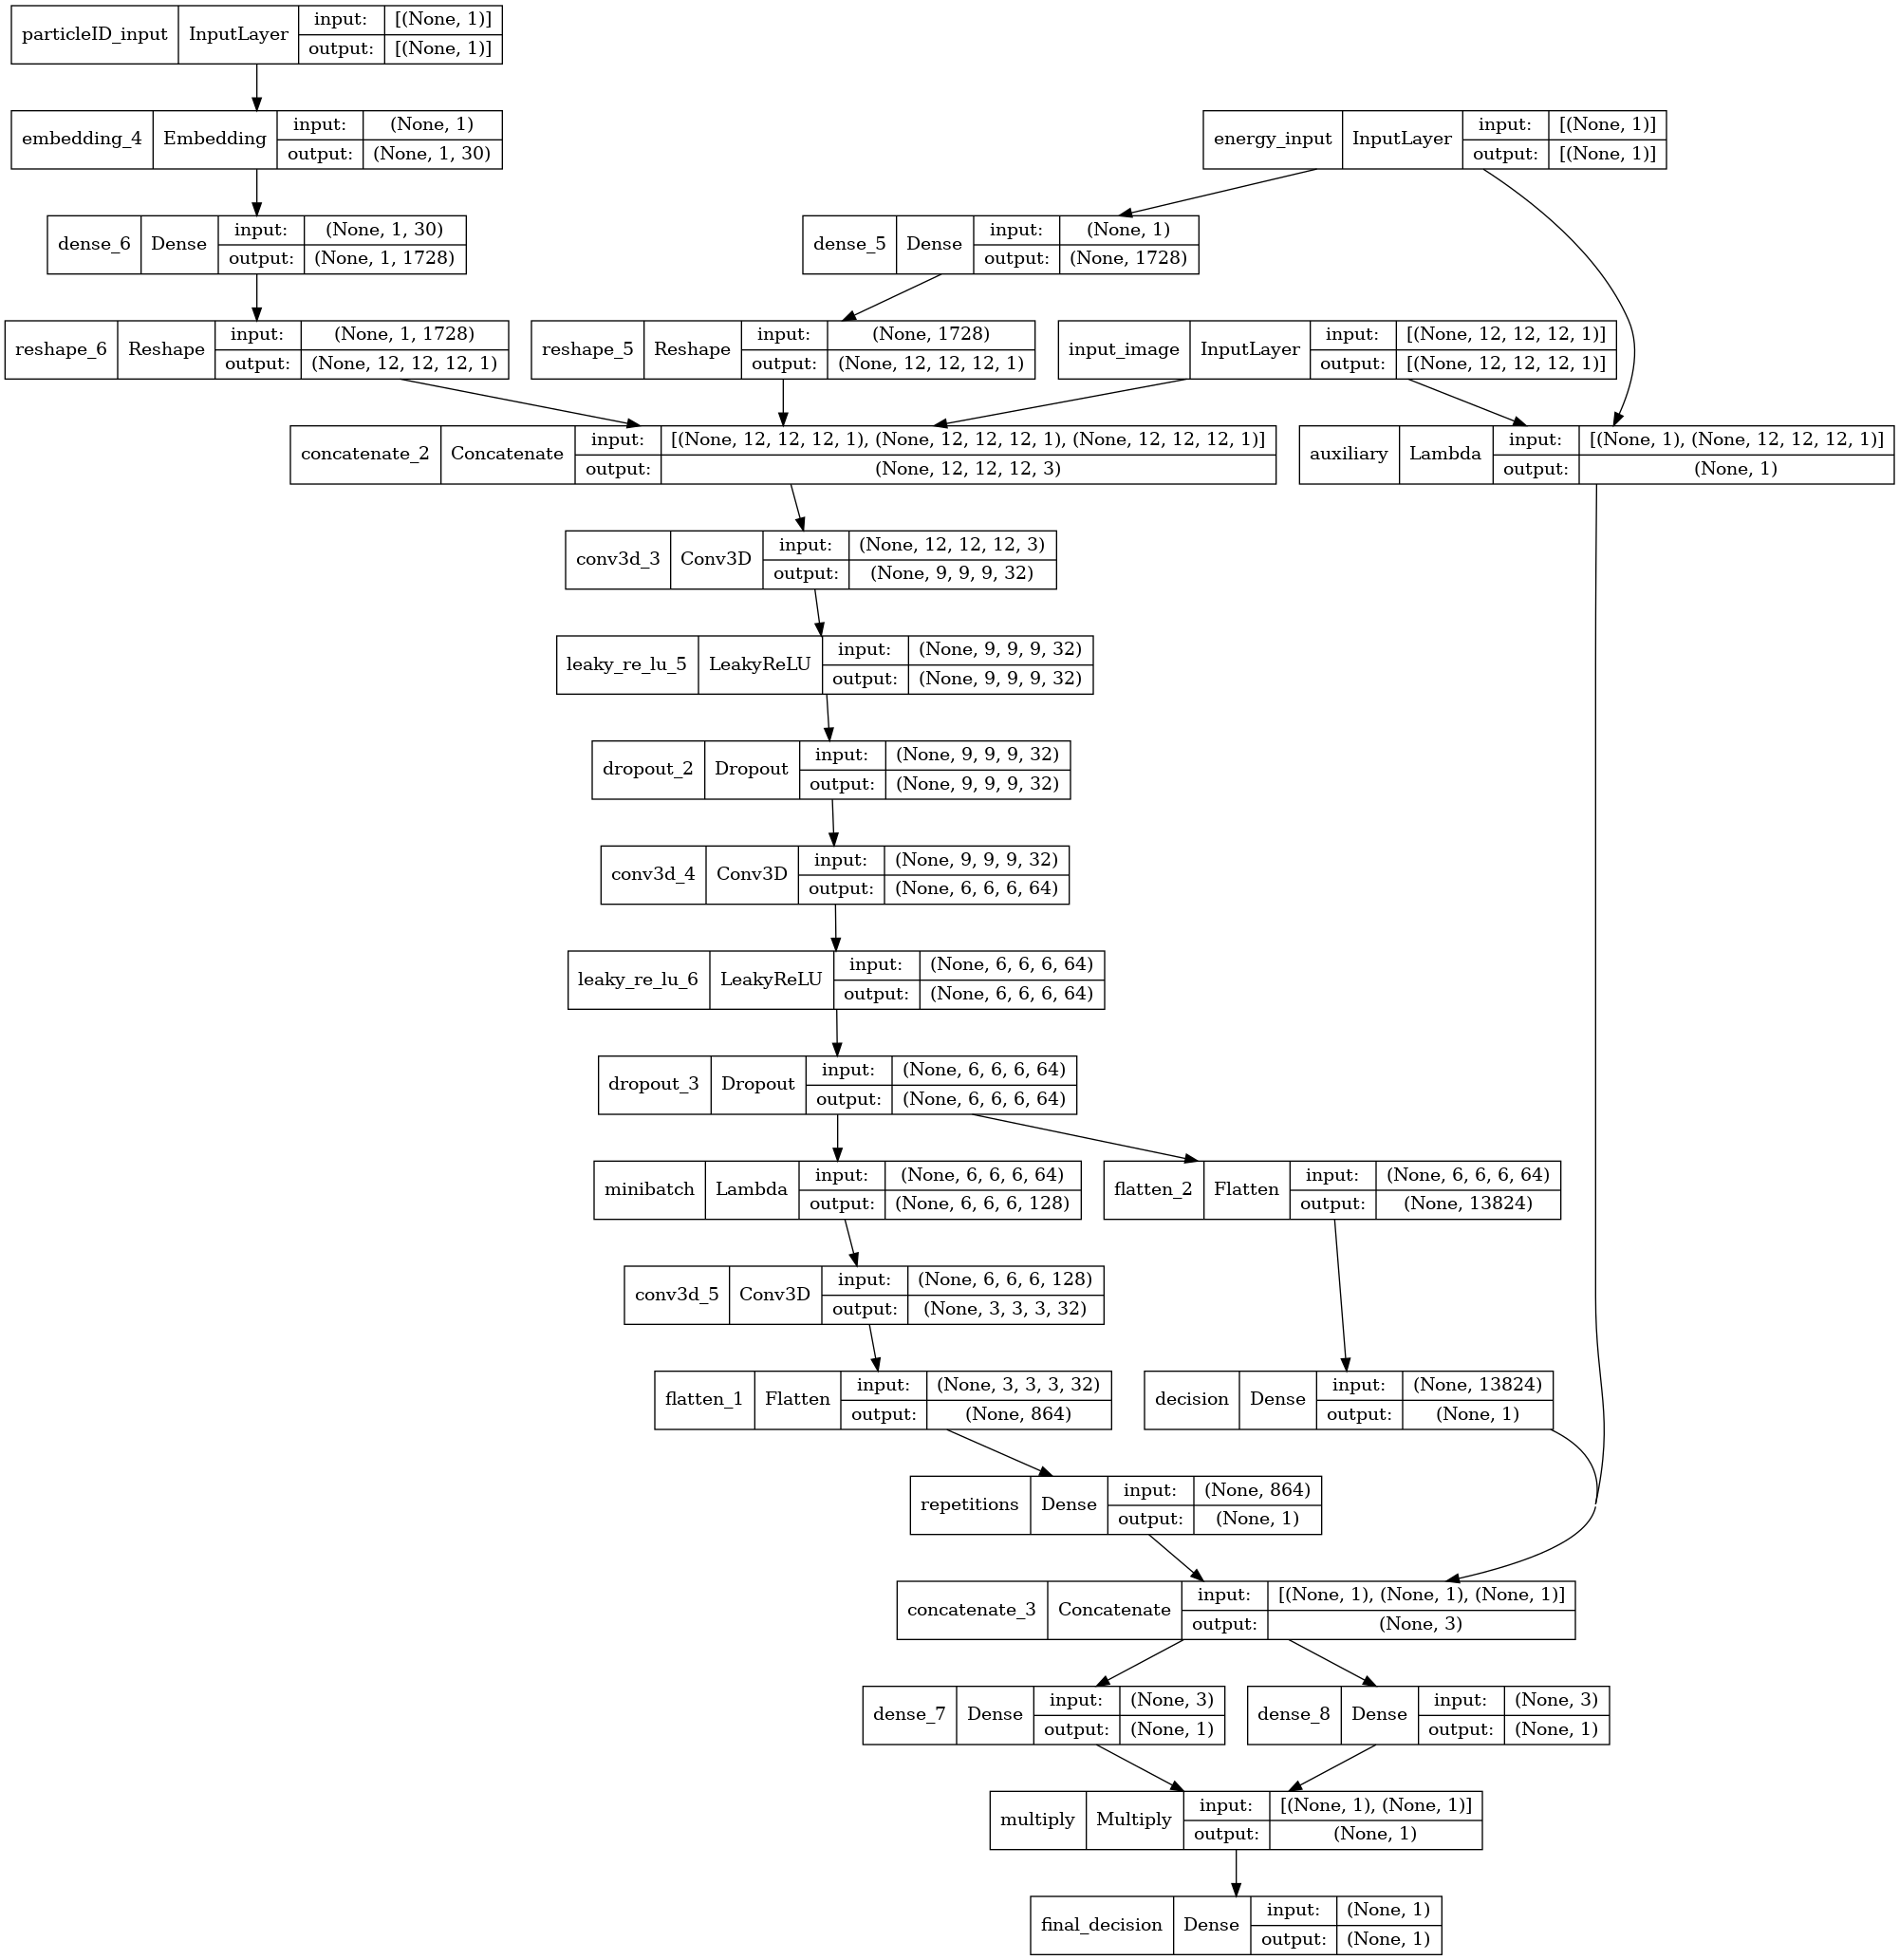 particleID_input InputLayer input: [(None, 1)]
output: [(None, 1)]
embedding_4 Embedding input: (None, 1)
output: (None, 1, 30)
energy_input InputLayer input: [(None, 1)]
output: [(None, 1)]
dense_6 Dense input: (None, 1, 30)
output: (None, 1, 1728)
dense_5 Dense input: (None, 1)
output: (None, 1728)
reshape_6 Reshape input: (None, 1, 1728)
output: (None, 12, 12, 12, 1)
reshape_5 Reshape input: (None, 1728)
output: (None, 12, 12, 12, 1)
input_image InputLayer input: [(None, 12, 12, 12, 1)]
output: [(None, 12, 12, 12, 1)]
concatenate_2 Concatenate input: [(None, 12, 12, 12, 1), (None, 12, 12, 12, 1), (None, 12, 12, 12, 1)]
output: (None, 12, 12, 12, 3)
auxiliary Lambda input: [(None, 1), (None, 12, 12, 12, 1)]
output: (None, 1)
conv3d_3 Conv3D input: (None, 12, 12, 12, 3)
output: (None, 9, 9, 9, 32)
leaky_re_lu_5 LeakyReLU input: (None, 9, 9, 9, 32)
output: (None, 9, 9, 9, 32)
dropout_2 Dropout input: (None, 9, 9, 9, 32)
output: (None, 9, 9, 9, 32)
conv3d_4 Conv3D input: (None, 9, 9, 9, 32)
output: (None, 6, 6, 6, 64)
leaky_re_lu_6 LeakyReLU input: (None, 6, 6, 6, 64)
output: (None, 6, 6, 6, 64)
dropout_3 Dropout input: (None, 6, 6, 6, 64)
output: (None, 6, 6, 6, 64)
minibatch Lambda input: (None, 6, 6, 6, 64)
output: (None, 6, 6, 6, 128)
flatten_2 Flatten input: (None, 6, 6, 6, 64)
output: (None, 13824)
conv3d_5 Conv3D input: (None, 6, 6, 6, 128)
output: (None, 3, 3, 3, 32)
flatten_1 Flatten input: (None, 3, 3, 3, 32)
output: (None, 864)
decision Dense input: (None, 13824)
output: (None, 1)
repetitions Dense input: (None, 864)
output: (None, 1)
concatenate_3 Concatenate input: [(None, 1), (None, 1), (None, 1)]
output: (None, 3)
dense_7 Dense input: (None, 3)
output: (None, 1)
dense_8 Dense input: (None, 3)
output: (None, 1)
multiply Multiply input: [(None, 1), (None, 1)]
output: (None, 1)
final_decision Dense input: (None, 1)
output: (None, 1)